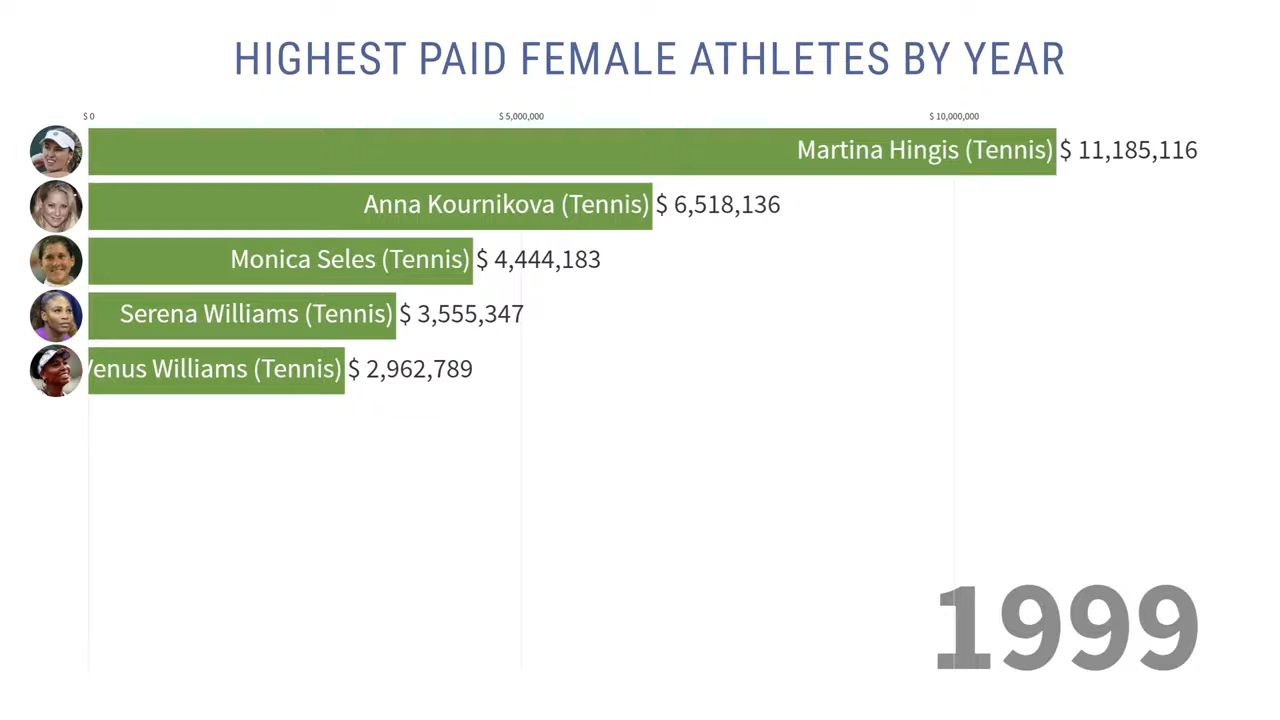 HIGHEST PAID FEMALE ATHLETES BY YEAR
$ 0 $ 5,000,000 $ 10,000,000
Martina Hingis (Tennis) $ 11,185,116
Anna Kournikova (Tennis) $ 6,518,136
Monica Seles (Tennis) $ 4,444,183
Serena Williams (Tennis) $ 3,555,347
Venus Williams (Tennis) $ 2,962,789
1999